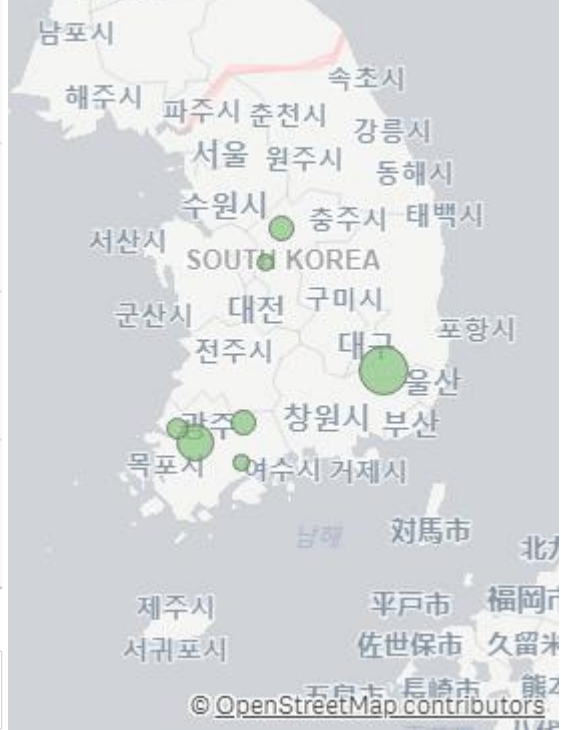 남포시
속초시
해주시
파주시 춘천시
강릉시
서울 원주시
동해시
수원시
충주시 태백시
서산시
SOUTH KOREA
군산시 대전 구미시
포항시
전주시 대구
울산
광주 창원시 부산
목포시 여수시 거제시
남해
対馬市
제주시 平戸市 福岡市
서귀포시 佐世保市 久留米
長崎市
© OpenStreetMap contributors